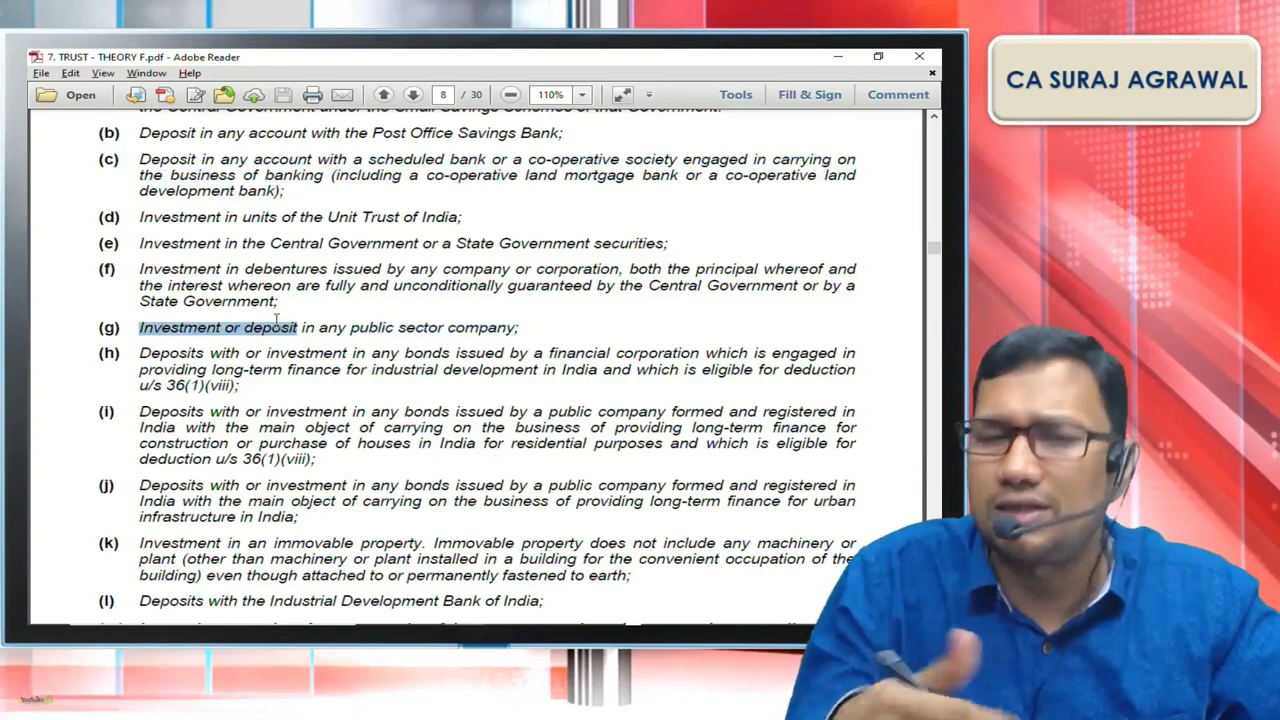 CA SURAJ AGRAWAL
7. TRUST - THEORY F.pdf - Adobe Reader
File Edit View Window Help
Open 8 / 30 110% Tools Fill & Sign Comment
the Central Government under the Small Savings Schemes of that Government.
(b) Deposit in any account with the Post Office Savings Bank;
(c) Deposit in any account with a scheduled bank or a co-operative society engaged in carrying on
the business of banking (including a co-operative land mortgage bank or a co-operative land
development bank);
(d) Investment in units of the Unit Trust of India;
(e) Investment in the Central Government or a State Government securities;
(f) Investment in debentures issued by any company or corporation, both the principal whereof and
the interest whereon are fully and unconditionally guaranteed by the Central Government or by a
State Government;
(g) Investment or deposit in any public sector company;
(h) Deposits with or investment in any bonds issued by a financial corporation which is engaged in
providing long-term finance for industrial development in India and which is eligible for deduction
u/s 36(1)(viii);
(i) Deposits with or investment in any bonds issued by a public company formed and registered in
India with the main object of carrying on the business of providing long-term finance for
construction or purchase of houses in India for residential purposes and which is eligible for
deduction u/s 36(1)(viii);
(j) Deposits with or investment in any bonds issued by a public company formed and registered in
India with the main object of carrying on the business of providing long-term finance for urban
infrastructure in India;
(k) Investment in an immovable property. Immovable property does not include any machinery or
plant (other than machinery or plant installed in a building for the convenient occupation of the
building) even though attached to or permanently fastened to earth;
(l) Deposits with the Industrial Development Bank of India;